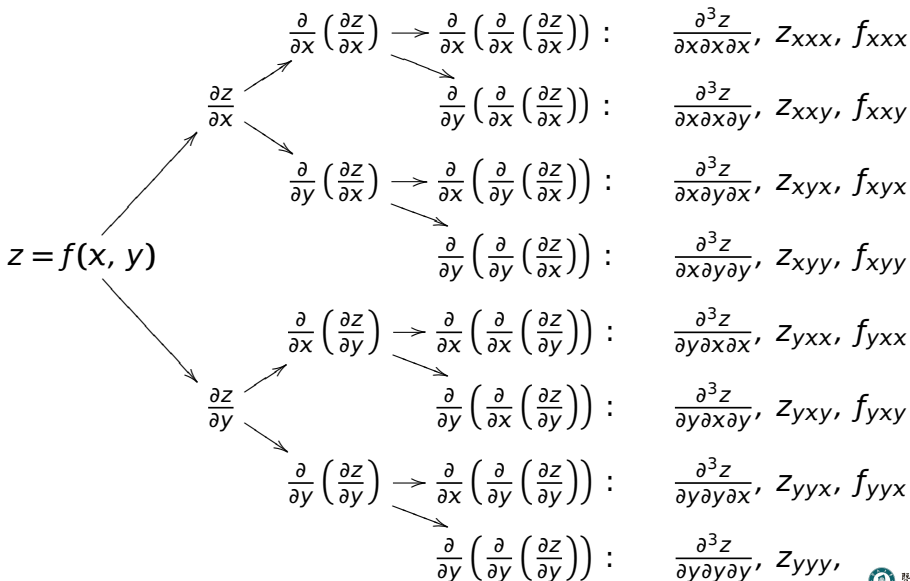 ∂/∂x (∂z/∂x) → ∂/∂x (∂/∂x (∂z/∂x)) : ∂³z/∂x∂x∂x, z_xxx, f_xxx
∂z/∂x ∂/∂y (∂/∂x (∂z/∂x)) : ∂³z/∂x∂x∂y, z_xxy, f_xxy
∂/∂y (∂z/∂x) → ∂/∂x (∂/∂y (∂z/∂x)) : ∂³z/∂x∂y∂x, z_xyx, f_xyx
z = f(x, y) ∂/∂y (∂/∂y (∂z/∂x)) : ∂³z/∂x∂y∂y, z_xyy, f_xyy
∂/∂x (∂z/∂y) → ∂/∂x (∂/∂x (∂z/∂y)) : ∂³z/∂y∂x∂x, z_yxx, f_yxx
∂z/∂y ∂/∂y (∂/∂x (∂z/∂y)) : ∂³z/∂y∂x∂y, z_yxy, f_yxy
∂/∂y (∂z/∂y) → ∂/∂x (∂/∂y (∂z/∂y)) : ∂³z/∂y∂y∂x, z_yyx, f_yyx
∂/∂y (∂/∂y (∂z/∂y)) : ∂³z/∂y∂y∂y, z_yyy,